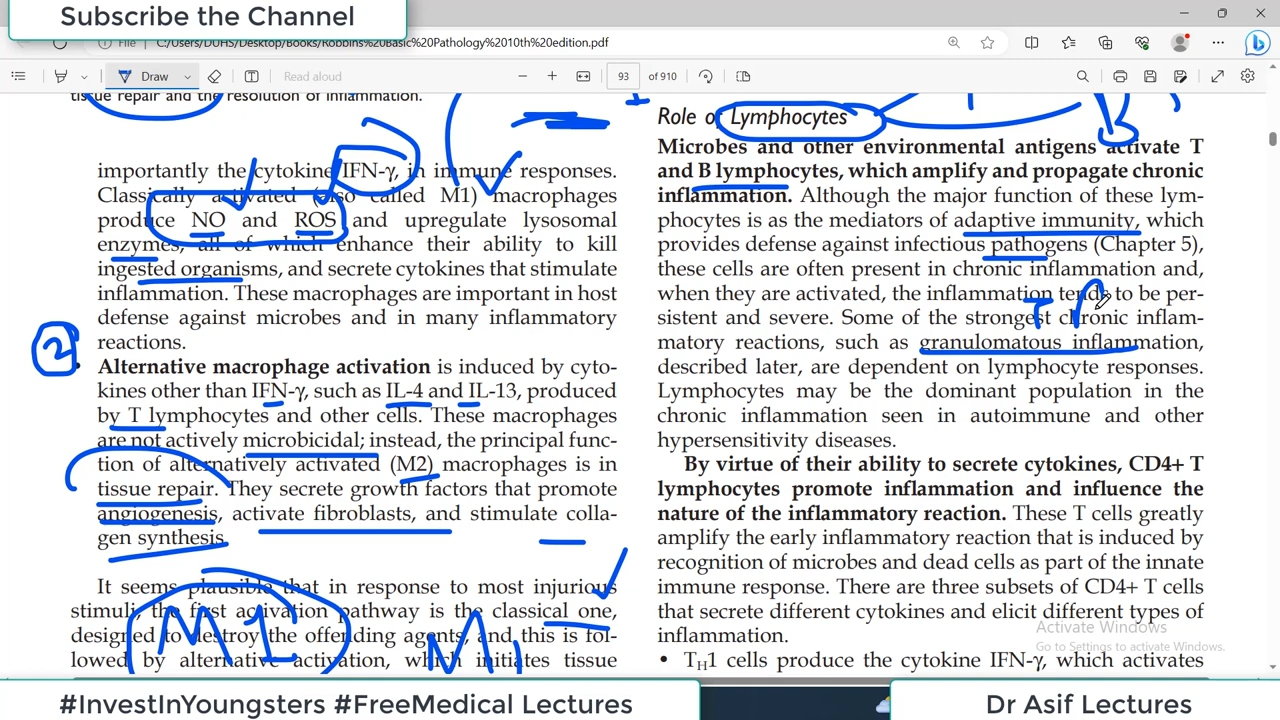 Subscribe the Channel
File
C:/Users/DUHS/Desktop/Books/Robbins%20Basic%20Pathology%2010th%20edition.pdf
Draw
Read aloud
93 of 910
tissue repair and the resolution of inflammation.
importantly the cytokine IFN-γ, in immune responses.
Classically activated (also called M1) macrophages
produce NO and ROS and upregulate lysosomal
enzymes, all of which enhance their ability to kill
ingested organisms, and secrete cytokines that stimulate
inflammation. These macrophages are important in host
defense against microbes and in many inflammatory
reactions.
2
• Alternative macrophage activation is induced by cyto-
kines other than IFN-γ, such as IL-4 and IL-13, produced
by T lymphocytes and other cells. These macrophages
are not actively microbicidal; instead, the principal func-
tion of alternatively activated (M2) macrophages is in
tissue repair. They secrete growth factors that promote
angiogenesis, activate fibroblasts, and stimulate colla-
gen synthesis.
It seems plausible that in response to most injurious
stimuli, the first activation pathway is the classical one,
designed to destroy the offending agents, and this is fol-
lowed by alternative activation, which initiates tissue
M1 M1
Role of Lymphocytes
B
Microbes and other environmental antigens activate T
and B lymphocytes, which amplify and propagate chronic
inflammation. Although the major function of these lym-
phocytes is as the mediators of adaptive immunity, which
provides defense against infectious pathogens (Chapter 5),
these cells are often present in chronic inflammation and,
when they are activated, the inflammation tends to be per-
sistent and severe. Some of the strongest chronic inflam-
matory reactions, such as granulomatous inflammation,
described later, are dependent on lymphocyte responses.
Lymphocytes may be the dominant population in the
chronic inflammation seen in autoimmune and other
hypersensitivity diseases.
By virtue of their ability to secrete cytokines, CD4+ T
lymphocytes promote inflammation and influence the
nature of the inflammatory reaction. These T cells greatly
amplify the early inflammatory reaction that is induced by
recognition of microbes and dead cells as part of the innate
immune response. There are three subsets of CD4+ T cells
that secrete different cytokines and elicit different types of
inflammation.
• TH1 cells produce the cytokine IFN-γ, which activates
Activate Windows
Go to Settings to activate Windows.
#InvestInYoungsters #FreeMedical Lectures
Dr Asif Lectures